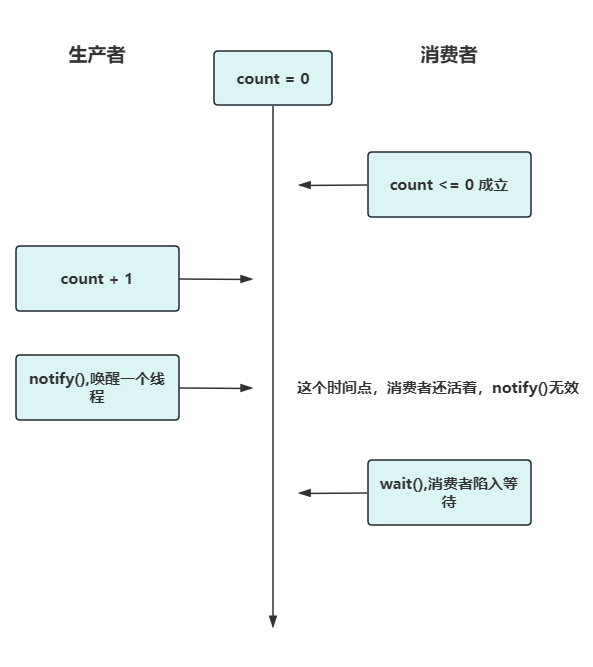 生产者
消费者
count = 0
count <= 0 成立
count + 1
notify(),唤醒一个线
程
这个时间点，消费者还活着，notify()无效
wait(),消费者陷入等
待